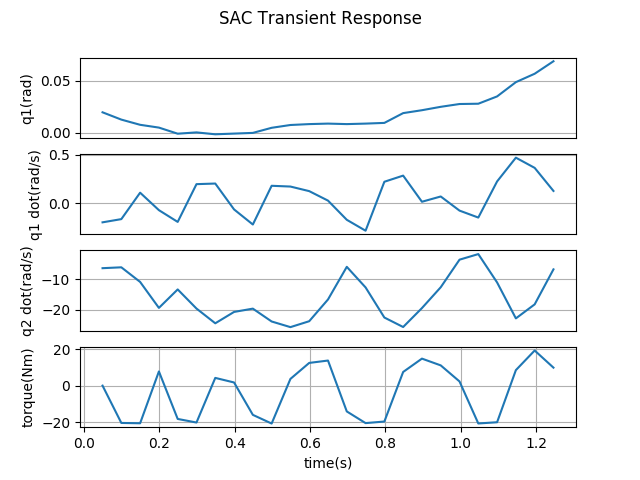 SAC Transient Response
q1(rad)
0.05
0.00
q1 dot(rad/s)
0.5
0.0
q2 dot(rad/s)
−10
−20
torque(Nm)
20
0
−20
0.0 0.2 0.4 0.6 0.8 1.0 1.2
time(s)